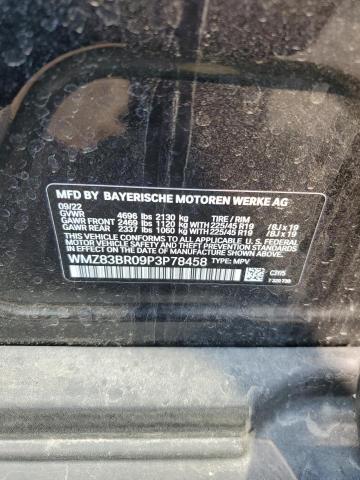 MFD BY BAYERISCHE MOTOREN WERKE AG
09/22
GVWR 4696 lbs 2130 kg TIRE / RIM
GAWR FRONT 2469 lbs 1120 kg WITH 225/45 R19 /8J x 19
GAWR REAR 2337 lbs 1060 kg WITH 225/45 R19 /8J x 19
THIS VEHICLE CONFORMS TO ALL APPLICABLE U. S. FEDERAL
MOTOR VEHICLE SAFETY AND THEFT PREVENTION STANDARDS IN
EFFECT ON THE DATE OF MANUFACTURE SHOWN ABOVE.
WMZ83BR09P3P78458 TYPE: MPV